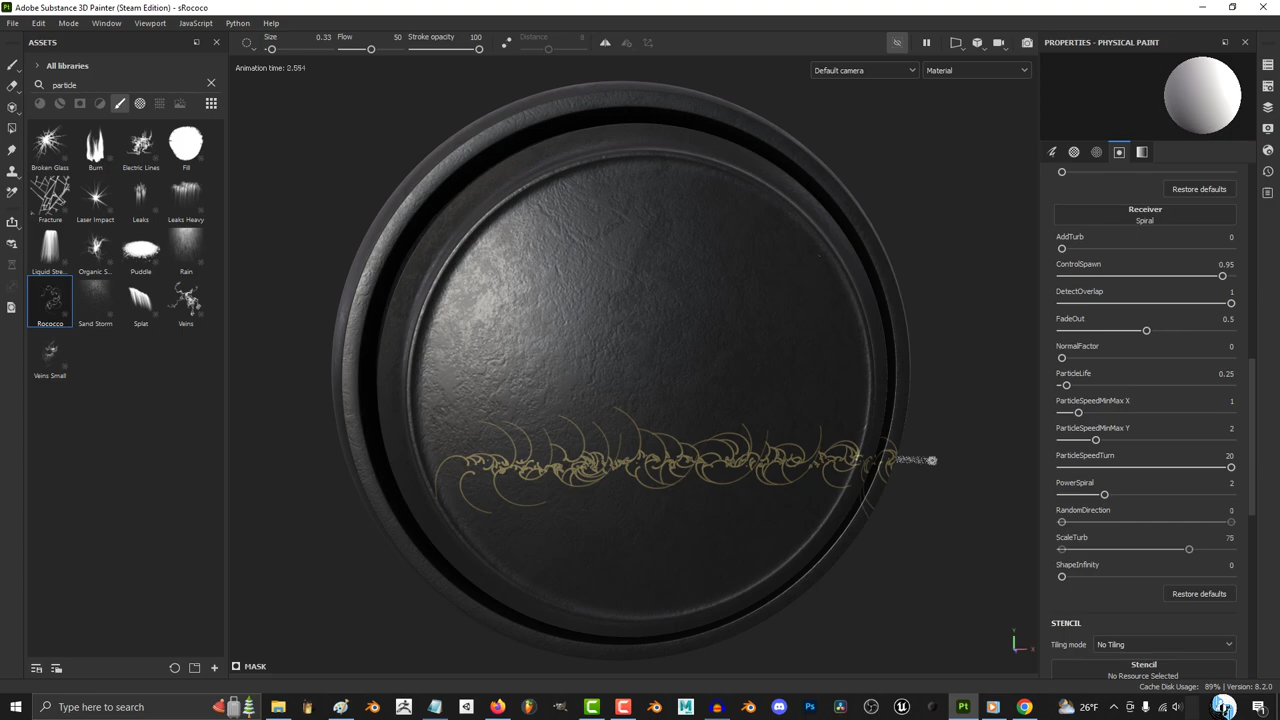 Pt Adobe Substance 3D Painter (Steam Edition) - sRococo
File Edit Mode Window Viewport JavaScript Python Help
ASSETS
Size 0.33 Flow 50 Stroke opacity 100 Distance 8
PROPERTIES - PHYSICAL PAINT
All libraries
Animation time: 2.554
Default camera Material
particle
Broken Glass Burn Electric Lines Fill
Fracture Laser Impact Leaks Leaks Heavy
Liquid Stre... Organic S... Puddle Rain
Rococco Sand Storm Splat Veins
Veins Small
Restore defaults
Receiver
Spiral
AddTurb 0
ControlSpawn 0.95
DetectOverlap 1
FadeOut 0.5
NormalFactor 0
ParticleLife 0.25
ParticleSpeedMinMax X 1
ParticleSpeedMinMax Y 2
ParticleSpeedTurn 20
PowerSpiral 2
RandomDirection 0
ScaleTurb 75
ShapeInfinity 0
Restore defaults
STENCIL
Tiling mode No Tiling
Stencil
No Resource Selected
MASK
Y
X
Cache Disk Usage: 89% | Version: 8.2.0
Type here to search
Pt
26°F